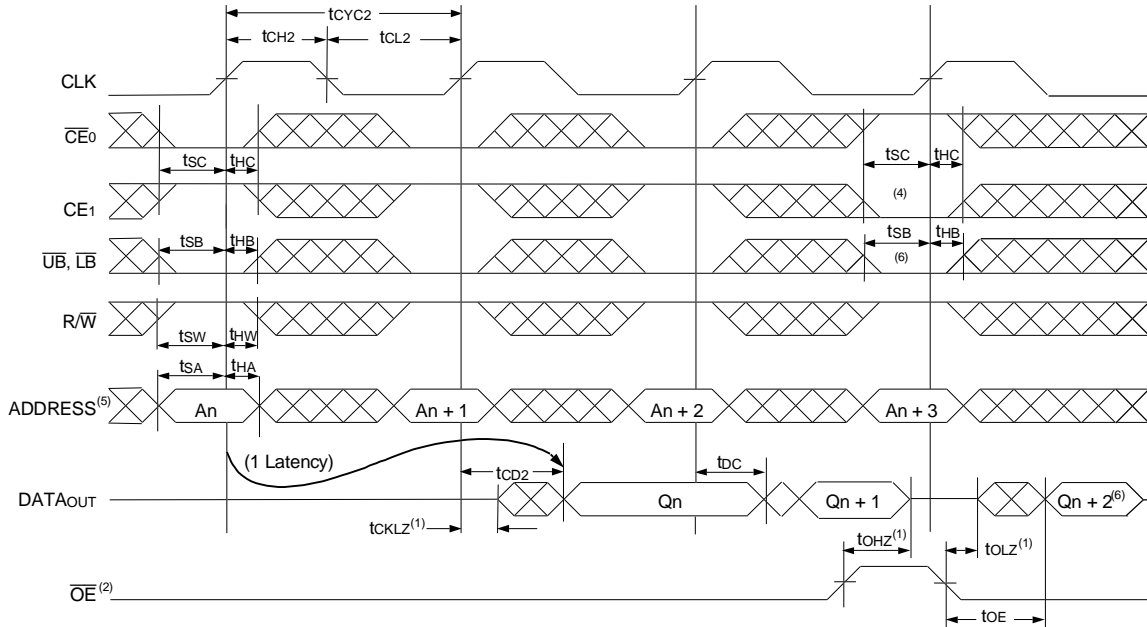 tCYC2
tCH2 tCL2
CLK
CE0
tSC tHC tSC tHC
CE1 (4)
tSB tHB tSB tHB
UB, LB (6)
R/W
tSW tHW
tSA tHA
ADDRESS(5) An An + 1 An + 2 An + 3
(1 Latency) tCD2 tDC
DATAOUT Qn Qn + 1 Qn + 2(6)
tCKLZ(1) tOHZ(1) tOLZ(1)
OE(2)
tOE